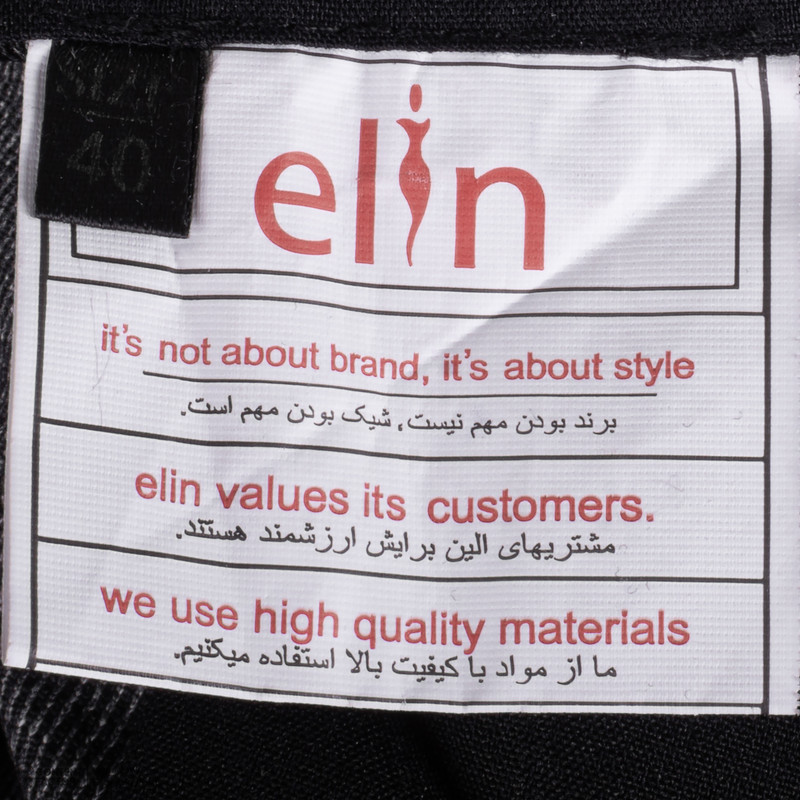 SIZE
40
elin
it's not about brand, it's about style
برند بودن مهم نیست، شیک بودن مهم است.
elin values its customers.
مشتریهای الین برایش ارزشمند هستند.
we use high quality materials
ما از مواد با کیفیت بالا استفاده میکنیم.